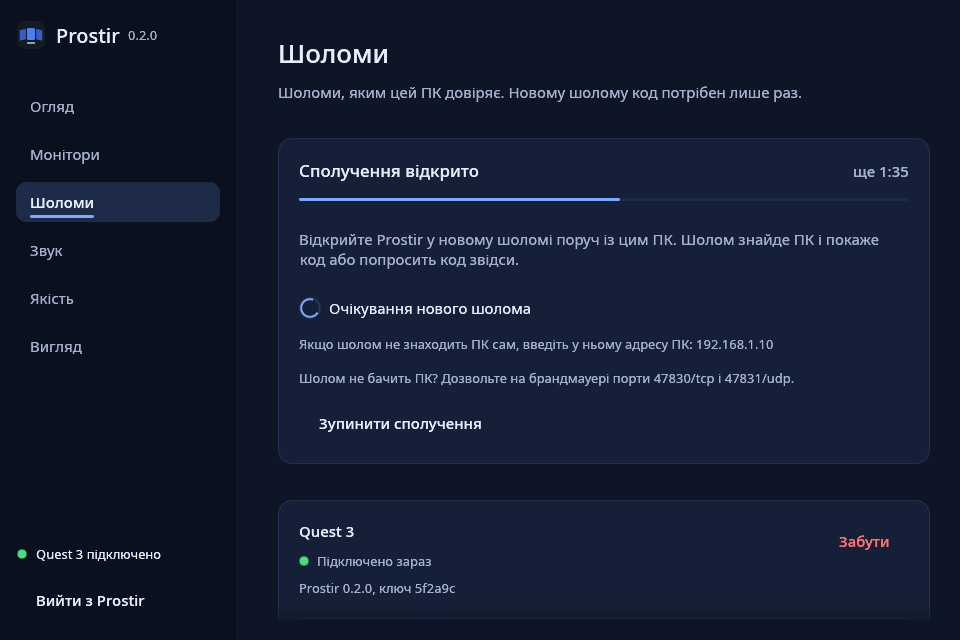 Prostir 0.2.0
Огляд
Монітори
Шоломи
Звук
Якість
Вигляд
Quest 3 підключено
Вийти з Prostir
Шоломи
Шоломи, яким цей ПК довіряє. Новому шолому код потрібен лише раз.
Сполучення відкрито
ще 1:35
Відкрийте Prostir у новому шоломі поруч із цим ПК. Шолом знайде ПК і покаже
код або попросить код звідси.
Очікування нового шолома
Якщо шолом не знаходить ПК сам, введіть у ньому адресу ПК: 192.168.1.10
Шолом не бачить ПК? Дозвольте на брандмауері порти 47830/tcp і 47831/udp.
Зупинити сполучення
Quest 3
Підключено зараз
Prostir 0.2.0, ключ 5f2a9c
Забути